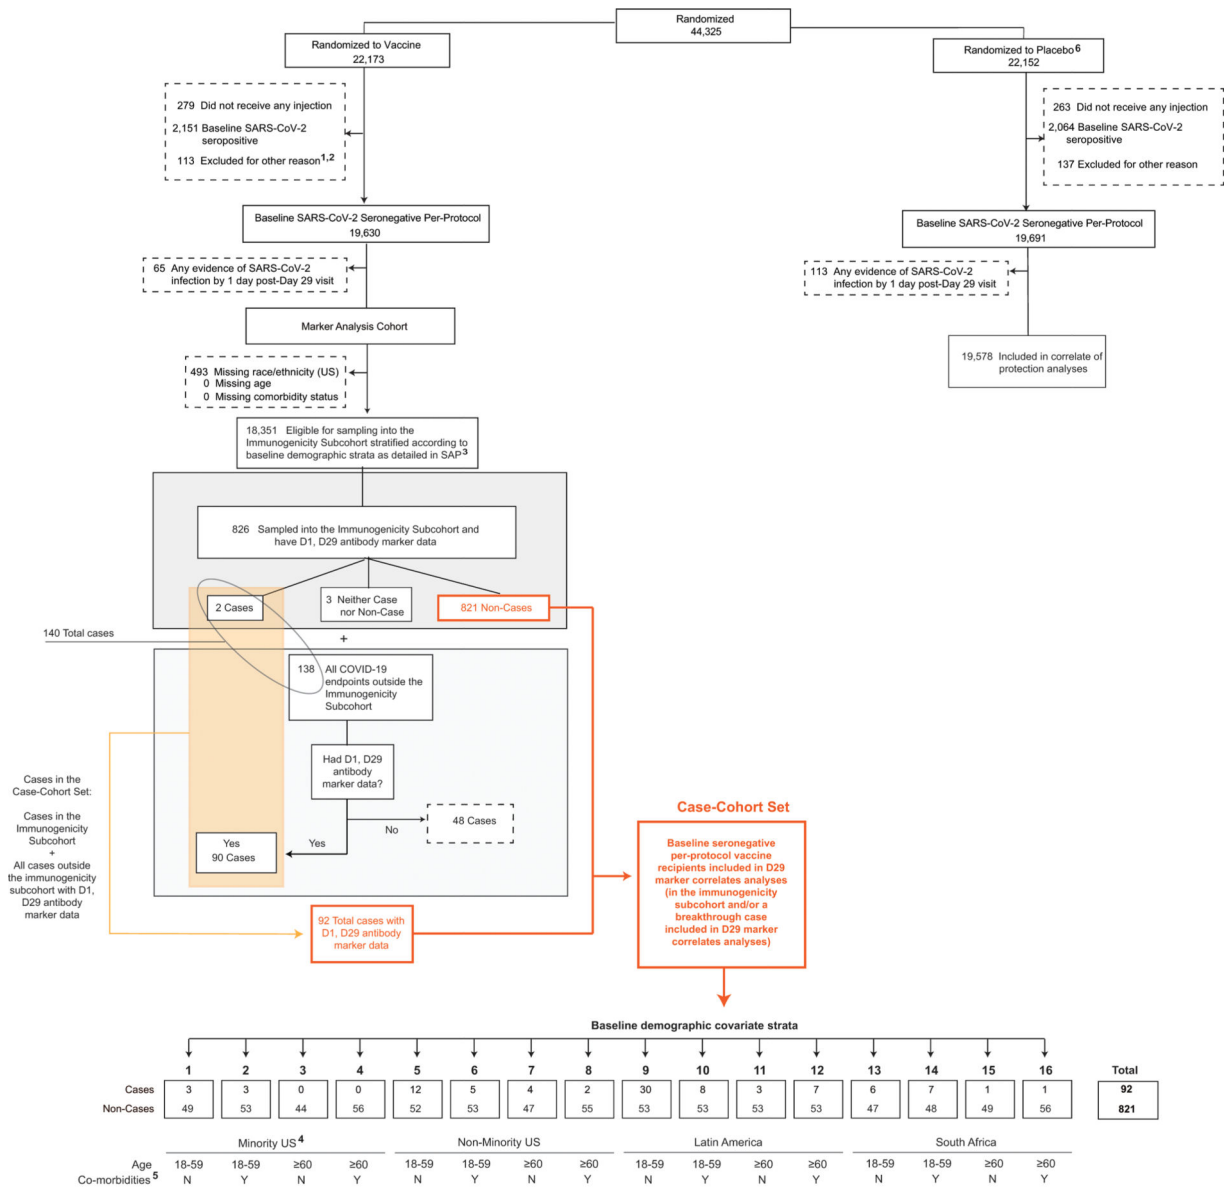 Randomized
44,325
Randomized to Vaccine
22,173
Randomized to Placebo6
22,152
279 Did not receive any injection
2,151 Baseline SARS-CoV-2
seropositive
113 Excluded for other reason1,2
263 Did not receive any injection
2,064 Baseline SARS-CoV-2
seropositive
137 Excluded for other reason
Baseline SARS-CoV-2 Seronegative Per-Protocol
19,630
Baseline SARS-CoV-2 Seronegative Per-Protocol
19,691
65 Any evidence of SARS-CoV-2
infection by 1 day post-Day 29 visit
113 Any evidence of SARS-CoV-2
infection by 1 day post-Day 29 visit
Marker Analysis Cohort
19,578 Included in correlate of
protection analyses
493 Missing race/ethnicity (US)
0 Missing age
0 Missing comorbidity status
18,351 Eligible for sampling into the
Immunogenicity Subcohort stratified according to
baseline demographic strata as detailed in SAP3
826 Sampled into the Immunogenicity Subcohort and
have D1, D29 antibody marker data
2 Cases
3 Neither Case
nor Non-Case
821 Non-Cases
140 Total cases
+
138 All COVID-19
endpoints outside the
Immunogenicity
Subcohort
Had D1, D29
antibody
marker data?
No
48 Cases
Yes
Yes
90 Cases
Cases in the
Case-Cohort Set:
Cases in the
Immunogenicity
Subcohort
+
All cases outside
the immunogenicity
subcohort with D1,
D29 antibody
marker data
92 Total cases with
D1, D29 antibody
marker data
Case-Cohort Set
Baseline seronegative
per-protocol vaccine
recipients included in D29
marker correlates analyses
(in the immunogenicity
subcohort and/or a
breakthrough case
included in D29 marker
correlates analyses)
Baseline demographic covariate strata
1 2 3 4 5 6 7 8 9 10 11 12 13 14 15 16 Total
Cases 3 3 0 0 12 5 4 2 30 8 3 7 6 7 1 1 92
Non-Cases 49 53 44 56 52 53 47 55 53 53 53 53 47 48 49 56 821
Minority US4 Non-Minority US Latin America South Africa
Age 18-59 18-59 ≥60 ≥60 18-59 18-59 ≥60 ≥60 18-59 18-59 ≥60 ≥60 18-59 18-59 ≥60 ≥60
Co-morbidities5 N Y N Y N Y N Y N Y N Y N Y N Y